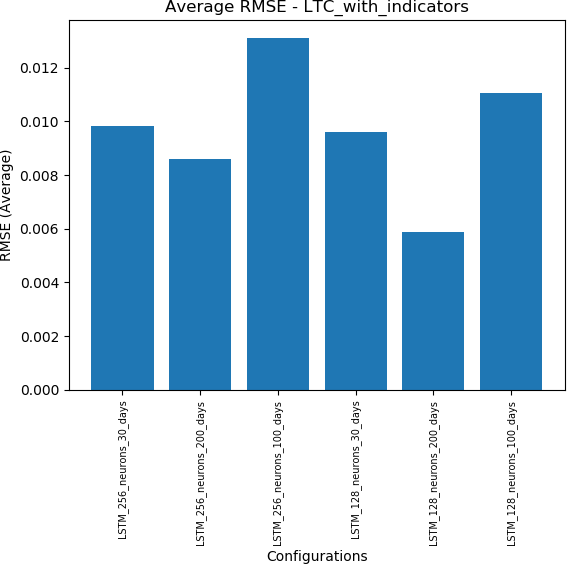 Average RMSE - LTC_with_indicators
RMSE (Average)
0.012
0.010
0.008
0.006
0.004
0.002
0.000
LSTM_256_neurons_30_days
LSTM_256_neurons_200_days
LSTM_256_neurons_100_days
LSTM_128_neurons_30_days
LSTM_128_neurons_200_days
LSTM_128_neurons_100_days
Configurations